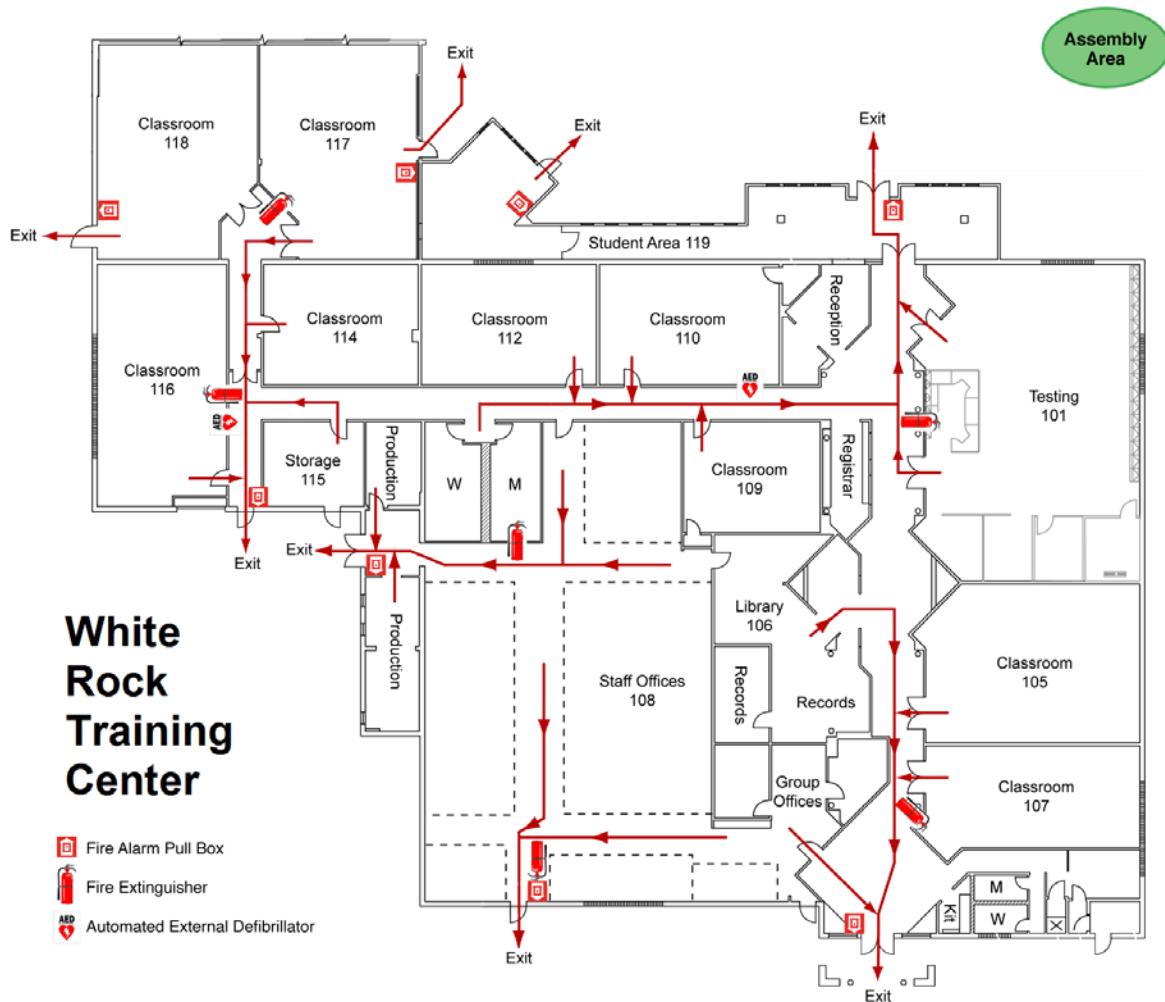 Assembly
Area
Exit
Exit
Exit
Classroom
118
Classroom
117
Exit
Student Area 119
Classroom
116
Classroom
114
Classroom
112
Classroom
110
Reception
Testing
101
AED
AED
Storage
115
Production
W
M
Classroom
109
Registrar
Exit
Exit
Production
Library
106
Records
Records
Staff Offices
108
Classroom
105
Group
Offices
Classroom
107
White
Rock
Training
Center
Fire Alarm Pull Box
Fire Extinguisher
AED
Automated External Defibrillator
Kit
M
W
X
Exit
Exit